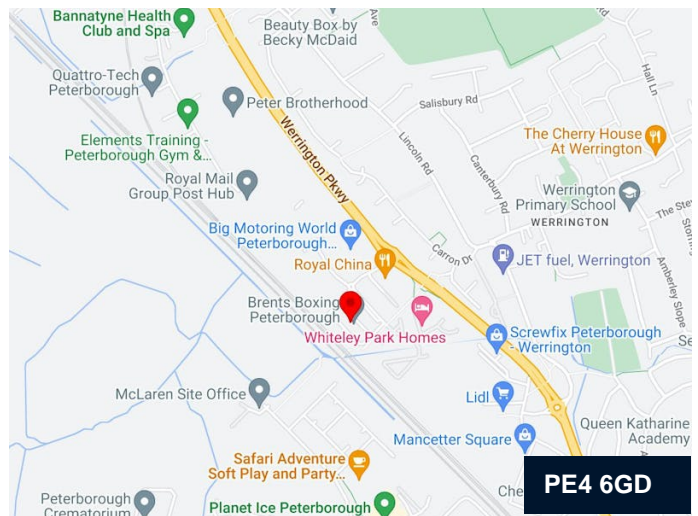 Bannatyne Health
Club and Spa
Beauty Box by
Becky McDaid
Ave
Quattro-Tech
Peterborough
Peter Brotherhood
Salisbury Rd
Hall Ln
Elements Training -
Peterborough Gym &...
Werrington Pkwy
Lincoln Rd
The Cherry House
At Werrington
Royal Mail
Group Post Hub
Canterbury Rd
Werrington
Primary School
WERRINGTON
The Ste
Big Motoring World
Peterborough...
Carron Dr
Royal China
JET fuel, Werrington
Amberley Slope
Brents Boxing
Peterborough
Whiteley Park Homes
Screwfix Peterborough
- Werrington
Se
McLaren Site Office
Lidl
Mancetter Square
Queen Katharine
Academy
Safari Adventure
Soft Play and Party...
PE4 6GD
Peterborough
Crematorium
Planet Ice Peterborough
Che